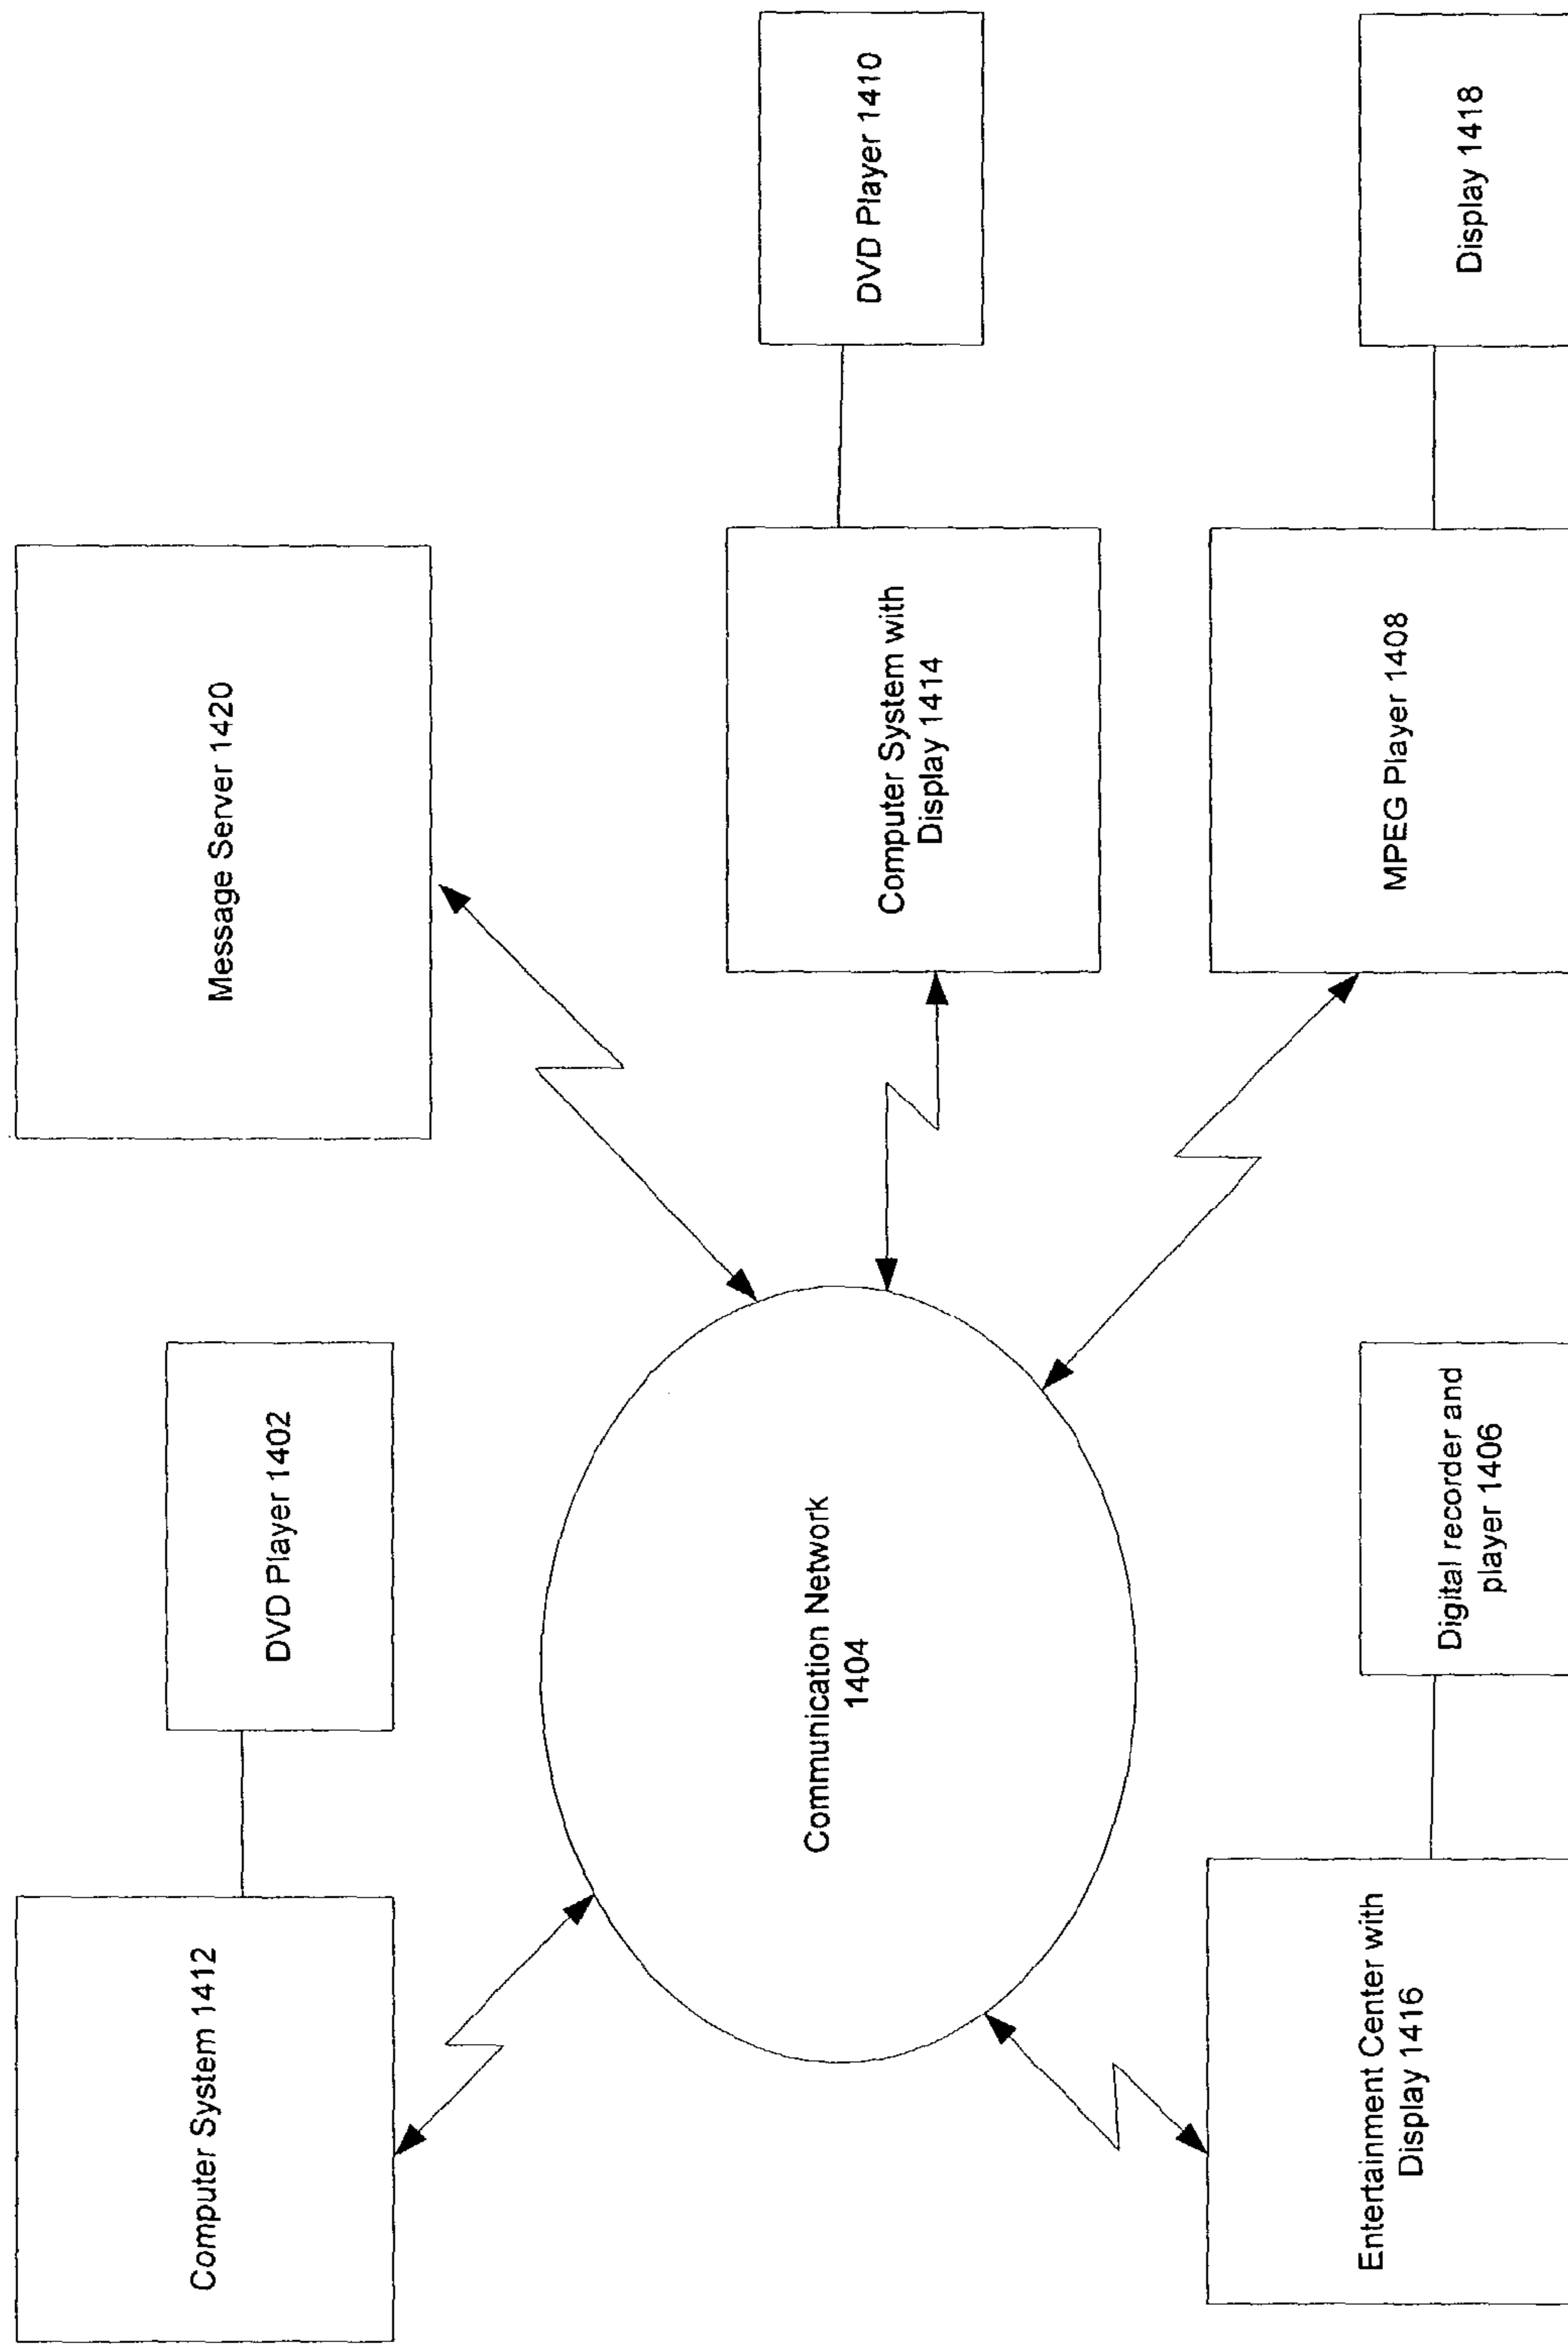 Computer System 1412
DVD Player 1402
Message Server 1420
Communication Network
1404
Computer System with
Display 1414
DVD Player 1410
Entertainment Center with
Display 1416
Digital recorder and
player 1406
MPEG Player 1408
Display 1418